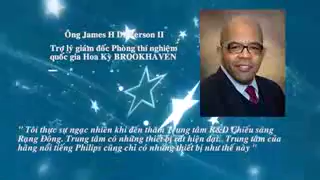 Ông James H Dickerson II
Trợ lý giám đốc Phòng thí nghiệm
quốc gia Hoa Kỳ BROOKHAVEN
" Tôi thực sự ngạc nhiên khi đến thăm Trung tâm R&D Chiếu sáng
Rạng Đông. Trung tâm có những thiết bị rất hiện đại. Trung tâm của
hãng nổi tiếng Philips cũng chỉ có những thiết bị như thế này "